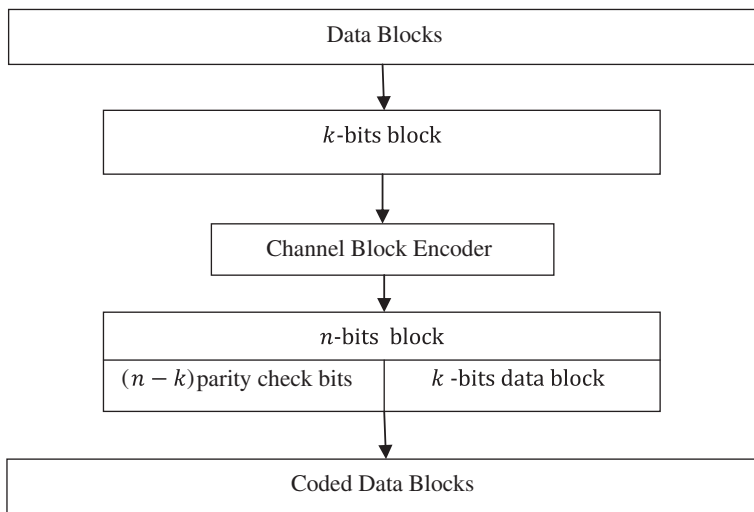 Data Blocks
k-bits block
Channel Block Encoder
n-bits block
(n − k)parity check bits
k -bits data block
Coded Data Blocks